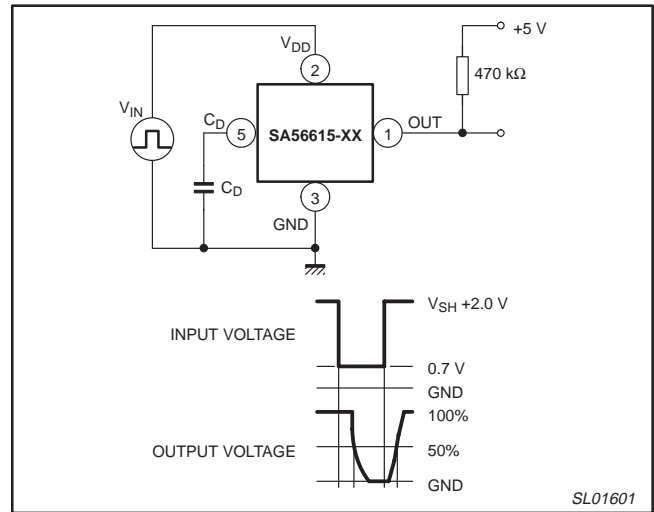 +5 V
V_DD
2
470 kΩ
V_IN
C_D
5
SA56615-XX
1
OUT
C_D
3
GND
V_SH +2.0 V
INPUT VOLTAGE
0.7 V
GND
100%
OUTPUT VOLTAGE
50%
GND
SL01601